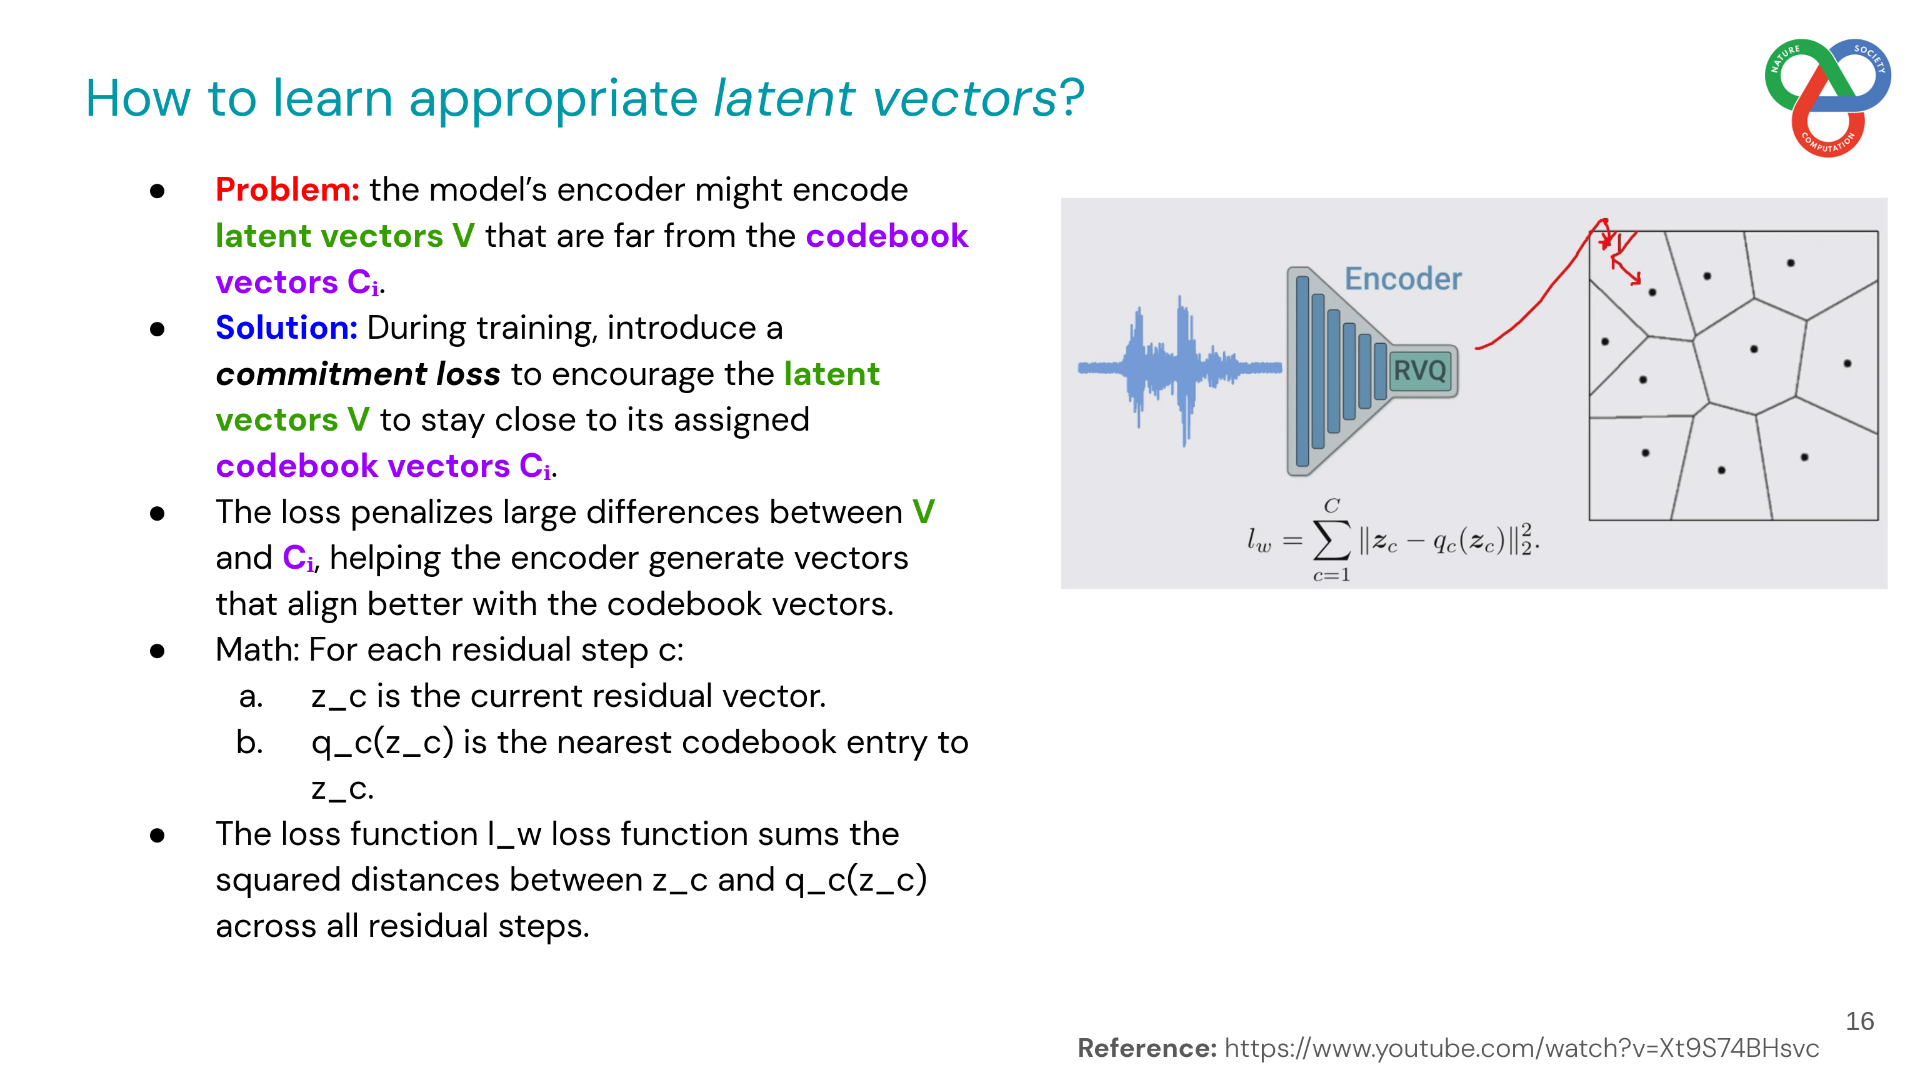 How to learn appropriate latent vectors?
NATURE
SOCIETY
COMPUTATION
● Problem: the model’s encoder might encode
latent vectors V that are far from the codebook
vectors Cᵢ.
● Solution: During training, introduce a
commitment loss to encourage the latent
vectors V to stay close to its assigned
codebook vectors Cᵢ.
● The loss penalizes large differences between V
and Cᵢ, helping the encoder generate vectors
that align better with the codebook vectors.
● Math: For each residual step c:
a. z_c is the current residual vector.
b. q_c(z_c) is the nearest codebook entry to
z_c.
● The loss function l_w loss function sums the
squared distances between z_c and q_c(z_c)
across all residual steps.
Encoder
RVQ
l_w = \sum_{c=1}^{C} \|z_c − q_c(z_c)\|_2^2.
16
Reference: https://www.youtube.com/watch?v=Xt9S74BHsvc